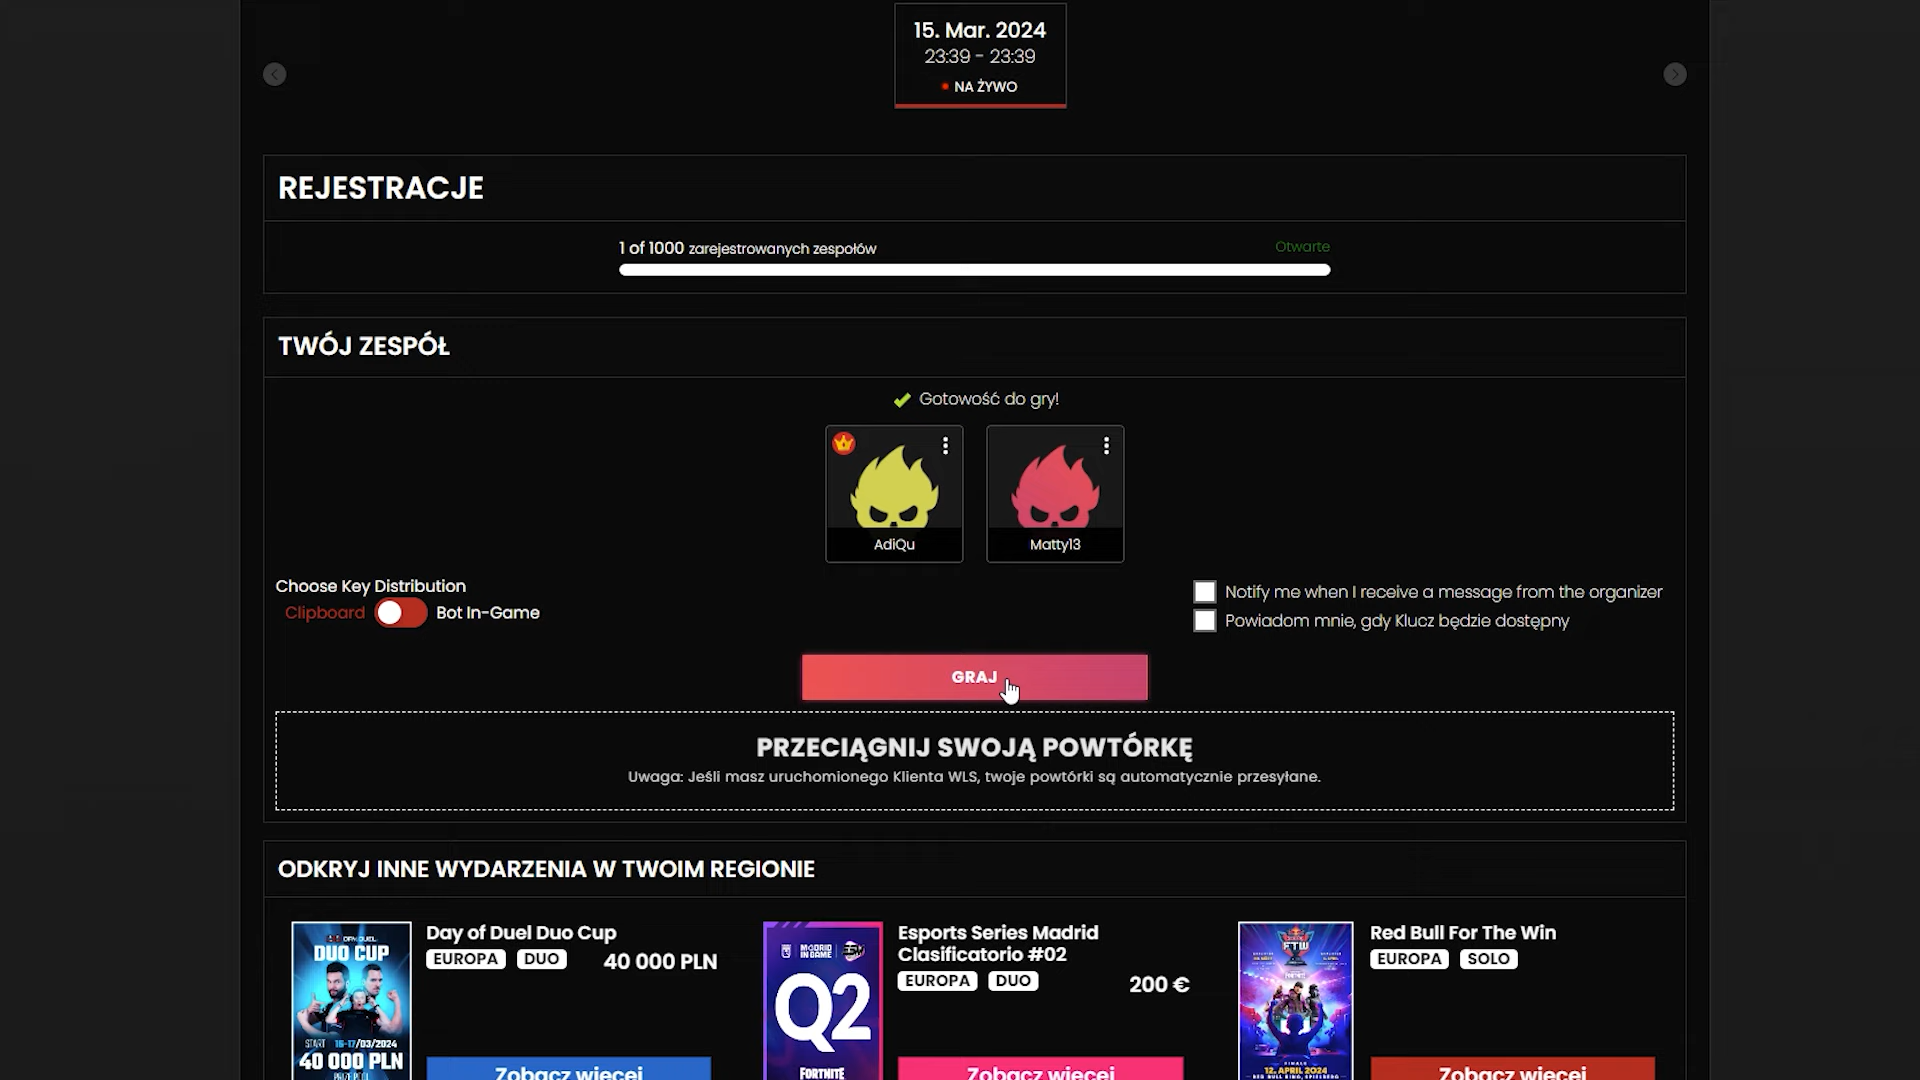 15. Mar. 2024
23:39 - 23:39
NA ŻYWO
REJESTRACJE
1 of 1000 zarejestrowanych zespołów
Otwarte
TWÓJ ZESPÓŁ
Gotowość do gry!
AdiQu
Matty13
Choose Key Distribution
Clipboard
Bot In-Game
Notify me when I receive a message from the organizer
Powiadom mnie, gdy Klucz będzie dostępny
GRAJ
PRZECIĄGNIJ SWOJĄ POWTÓRKĘ
Uwaga: Jeśli masz uruchomionego Klienta WLS, twoje powtórki są automatycznie przesyłane.
ODKRYJ INNE WYDARZENIA W TWOIM REGIONIE
DUO CUP
START 16-17/03/2024
40 000 PLN
Day of Duel Duo Cup
EUROPA
DUO
40 000 PLN
Zobacz więcej
MADRID
IN GAME
Q2
FORTNITE
Esports Series Madrid
Clasificatorio #02
EUROPA
DUO
200 €
Zobacz więcej
FTW
12. APRIL 2024
Red Bull For The Win
EUROPA
SOLO
Zobacz więcej